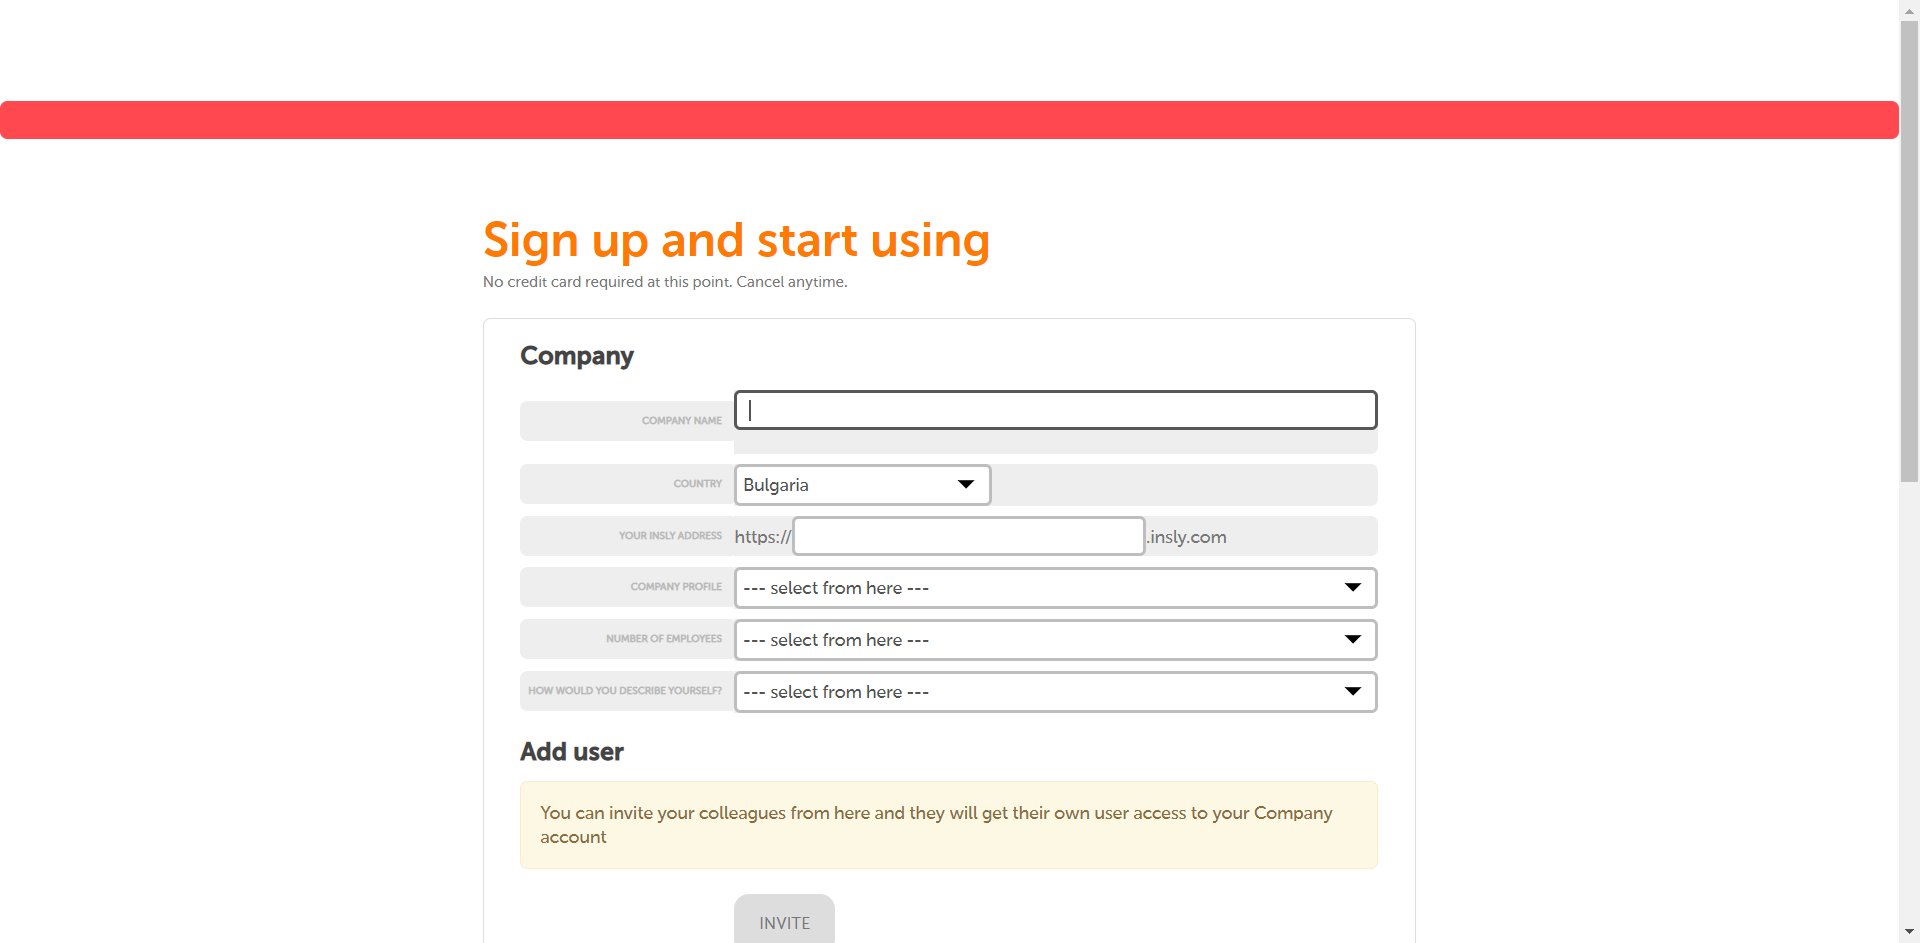 Sign up and start using
No credit card required at this point. Cancel anytime.
Company
COMPANY NAME
COUNTRY
Bulgaria
YOUR INSLY ADDRESS
https://
.insly.com
COMPANY PROFILE
--- select from here ---
NUMBER OF EMPLOYEES
--- select from here ---
HOW WOULD YOU DESCRIBE YOURSELF?
--- select from here ---
Add user
You can invite your colleagues from here and they will get their own user access to your Company
account
INVITE